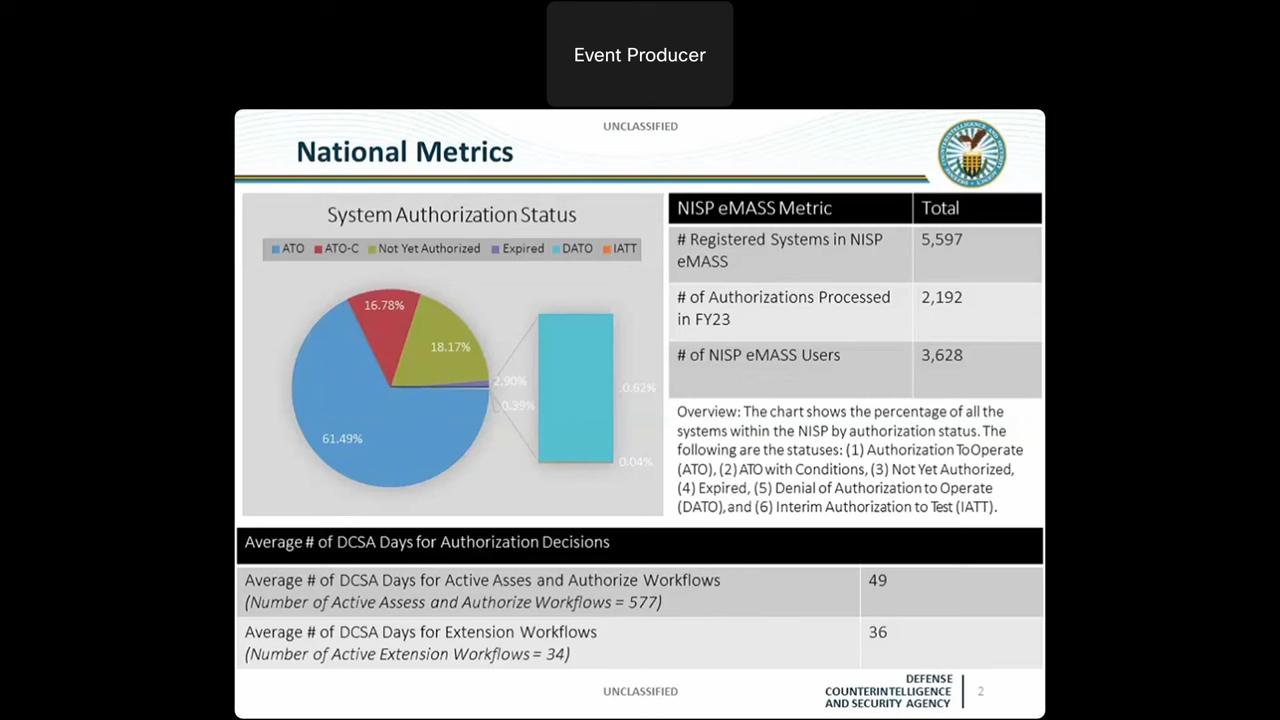 Event Producer
UNCLASSIFIED
National Metrics
System Authorization Status
ATO ATO-C Not Yet Authorized Expired DATO IATT
16.78%
18.17%
2.90%
0.39%
61.49%
0.62%
0.04%
NISP eMASS Metric Total
# Registered Systems in NISP 5,597
eMASS
# of Authorizations Processed 2,192
in FY23
# of NISP eMASS Users 3,628
Overview: The chart shows the percentage of all the
systems within the NISP by authorization status. The
following are the statuses: (1) Authorization To Operate
(ATO), (2) ATO with Conditions, (3) Not Yet Authorized,
(4) Expired, (5) Denial of Authorization to Operate
(DATO), and (6) Interim Authorization to Test (IATT).
Average # of DCSA Days for Authorization Decisions
Average # of DCSA Days for Active Asses and Authorize Workflows 49
(Number of Active Assess and Authorize Workflows = 577)
Average # of DCSA Days for Extension Workflows 36
(Number of Active Extension Workflows = 34)
UNCLASSIFIED
DEFENSE
COUNTERINTELLIGENCE
AND SECURITY AGENCY
2